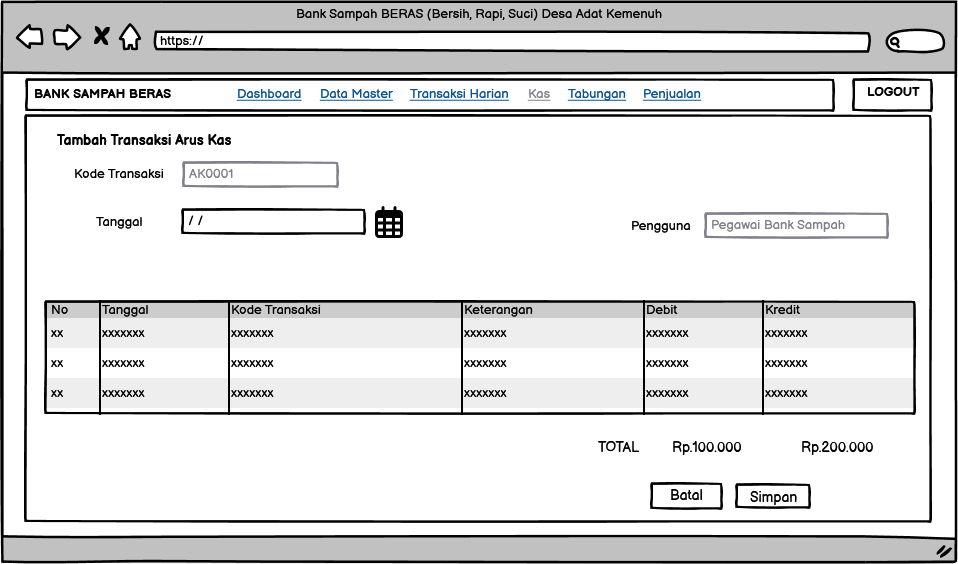 Bank Sampah BERAS (Bersih, Rapi, Suci) Desa Adat Kemenuh
https://
BANK SAMPAH BERAS Dashboard Data Master Transaksi Harian Kas Tabungan Penjualan LOGOUT
Tambah Transaksi Arus Kas
Kode Transaksi AK0001
Tanggal / /
Pengguna Pegawai Bank Sampah
No Tanggal Kode Transaksi Keterangan Debit Kredit
xx xxxxxxx xxxxxxx xxxxxxx xxxxxxx xxxxxxx
xx xxxxxxx xxxxxxx xxxxxxx xxxxxxx xxxxxxx
xx xxxxxxx xxxxxxx xxxxxxx xxxxxxx xxxxxxx
TOTAL Rp.100.000 Rp.200.000
Batal Simpan